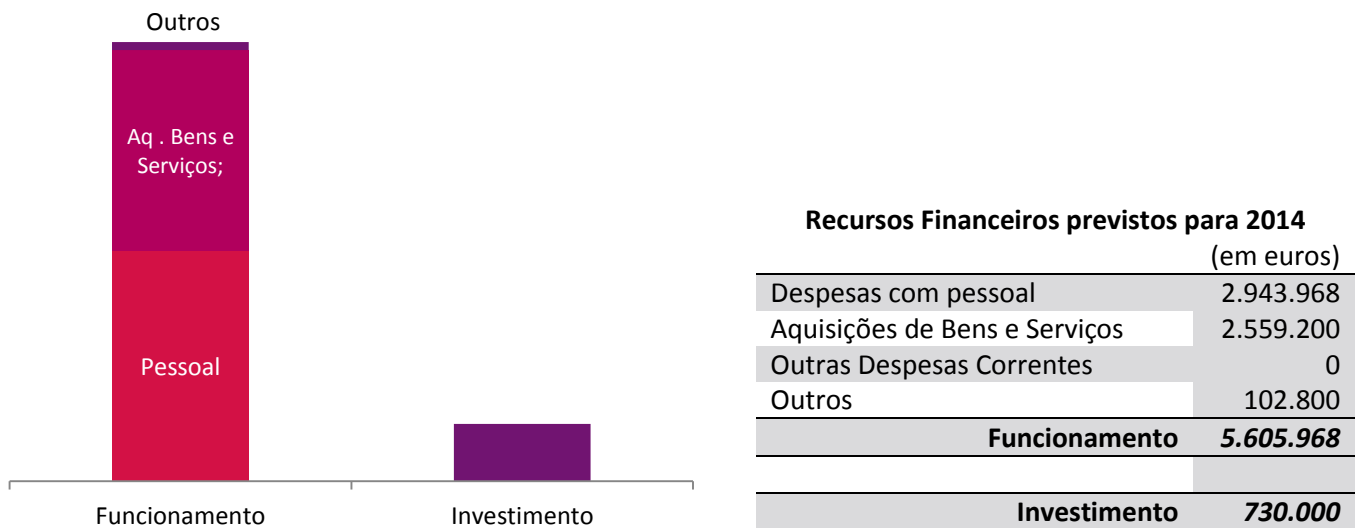 Outros
Aq . Bens e
Serviços;
Pessoal
Funcionamento Investimento
Recursos Financeiros previstos para 2014
(em euros)
Despesas com pessoal 2.943.968
Aquisições de Bens e Serviços 2.559.200
Outras Despesas Correntes 0
Outros 102.800
Funcionamento 5.605.968
Investimento 730.000